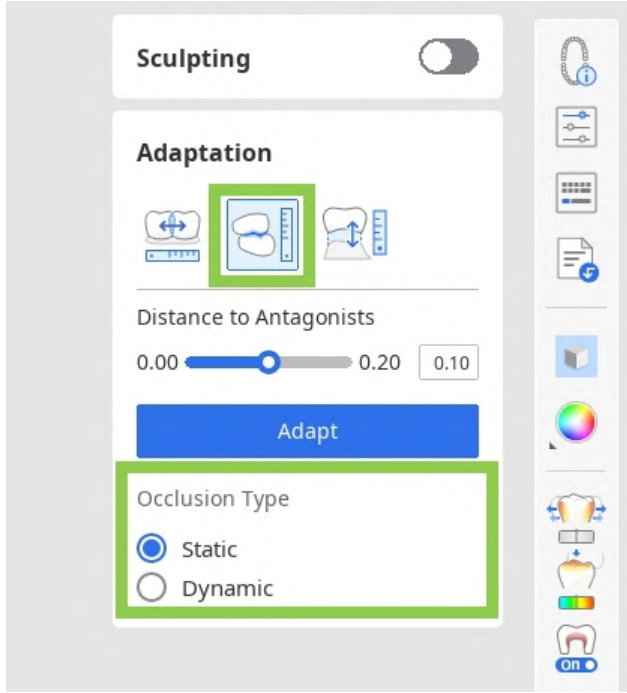 Sculpting
Adaptation
Distance to Antagonists
0.00 0.20 0.10
Adapt
Occlusion Type
Static
Dynamic
On